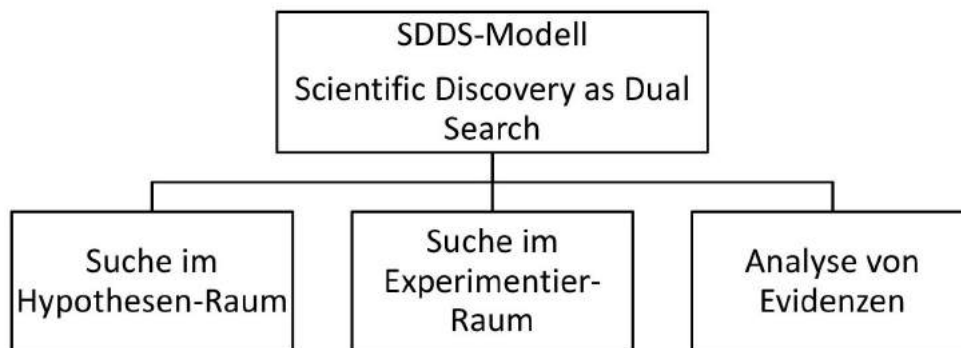 SDDS-Modell
Scientific Discovery as Dual
Search
Suche im
Hypothesen-Raum
Suche im
Experimentier-
Raum
Analyse von
Evidenzen